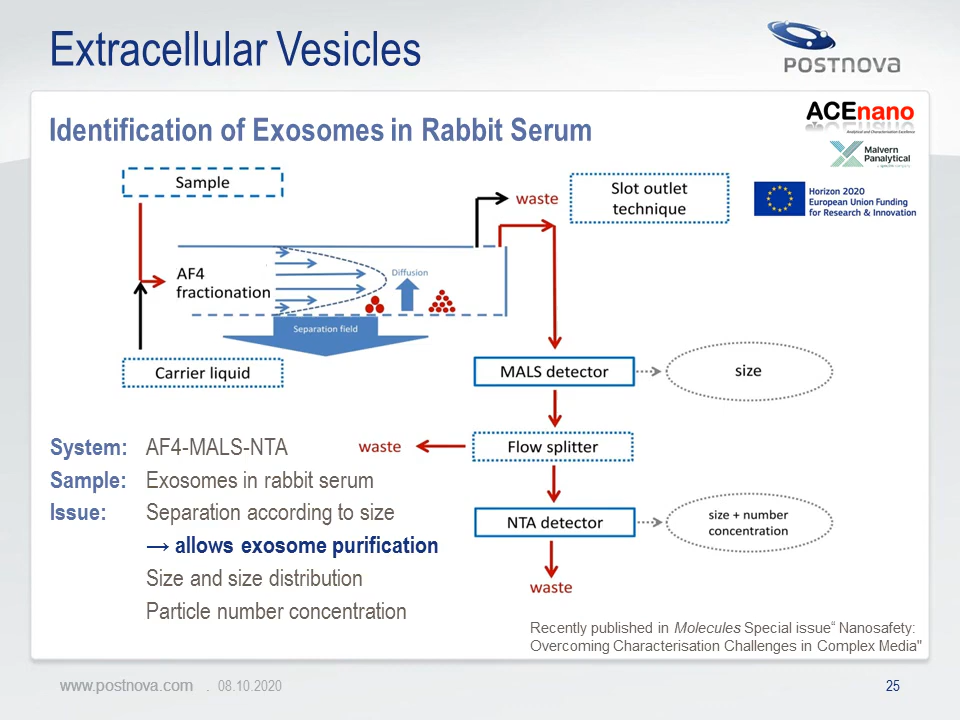 Extracellular Vesicles
POSTNOVA
Identification of Exosomes in Rabbit Serum
ACEnano
Analytical and Characterisation Excellence
Malvern
Panalytical
Horizon 2020
European Union Funding
for Research & Innovation
Sample
waste
Slot outlet
technique
AF4
fractionation
Diffusion
Separation field
Carrier liquid
MALS detector
size
waste
Flow splitter
NTA detector
size + number
concentration
waste
System: AF4-MALS-NTA
Sample: Exosomes in rabbit serum
Issue: Separation according to size
→ allows exosome purification
Size and size distribution
Particle number concentration
Recently published in Molecules Special issue“ Nanosafety:
Overcoming Characterisation Challenges in Complex Media"
www.postnova.com . 08.10.2020
25